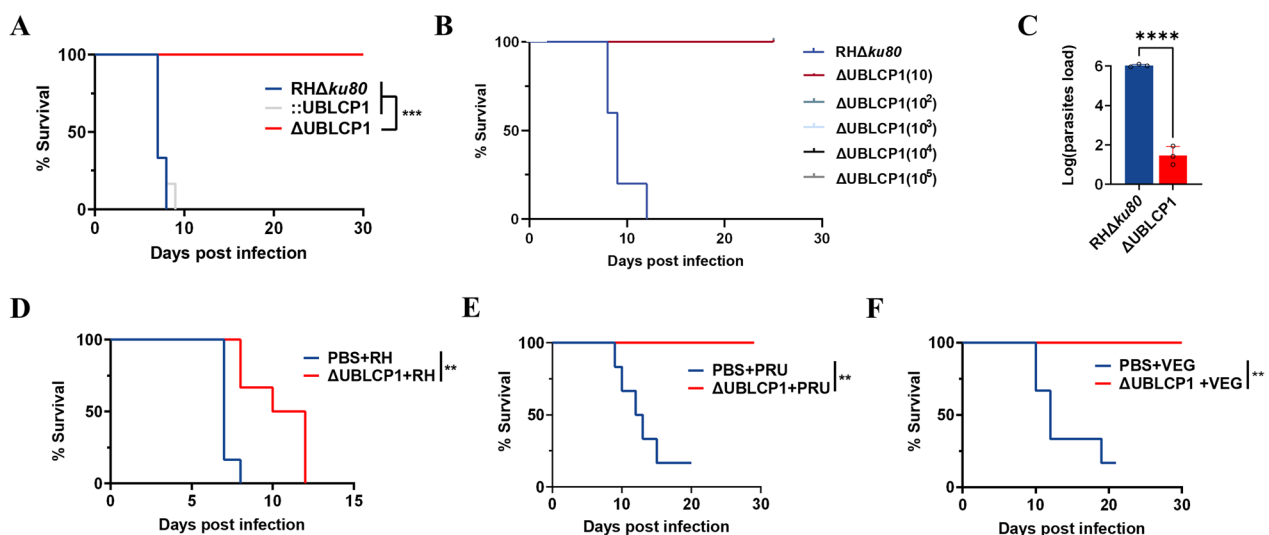 A
% Survival
100
50
0
0
10
20
30
Days post infection
RHΔku80
::UBLCP1
ΔUBLCP1
***
B
% Survival
100
50
0
0
10
20
30
Days post infection
RHΔku80
ΔUBLCP1(10)
ΔUBLCP1(10²)
ΔUBLCP1(10³)
ΔUBLCP1(10⁴)
ΔUBLCP1(10⁵)
C
****
Log(parasites load)
6
4
2
0
RHΔku80
ΔUBLCP1
D
% Survival
100
50
0
0
5
10
15
Days post infection
PBS+RH
ΔUBLCP1+RH
**
E
% Survival
100
50
0
0
10
20
30
Days post infection
PBS+PRU
ΔUBLCP1+PRU
**
F
% Survival
100
50
0
0
10
20
30
Days post infection
PBS+VEG
ΔUBLCP1 +VEG
**